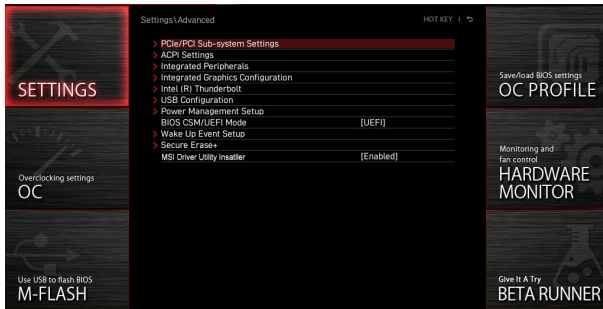 Settings\Advanced
HOT KEY |
SETTINGS
Overclocking settings
OC
Use USB to flash BIOS
M-FLASH
PCIe/PCI Sub-system Settings
ACPI Settings
Integrated Peripherals
Integrated Graphics Configuration
Intel (R) Thunderbolt
USB Configuration
Power Management Setup
BIOS CSM/UEFI Mode [UEFI]
Wake Up Event Setup
Secure Erase+
MSI Driver Utility Insatller [Enabled]
Save/load BIOS settings
OC PROFILE
Monitoring and
fan control
HARDWARE
MONITOR
Give It A Try
BETA RUNNER